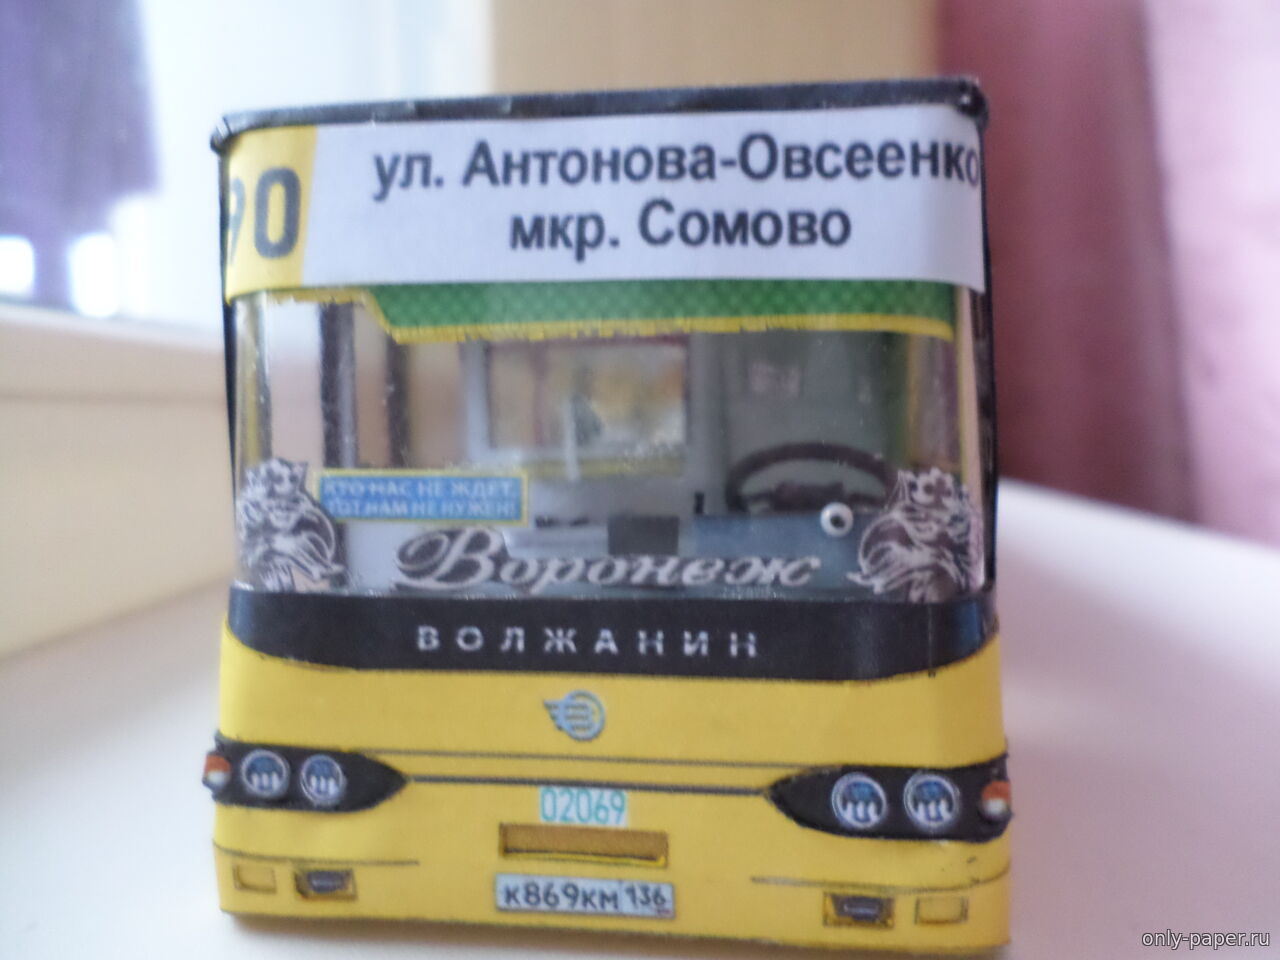 90
ул. Антонова-Овсеенко
мкр. Сомово
КТО НАС НЕ ЖДЕТ,
ТОТ НАМ НЕ НУЖЕН!
Воронеж
ВОЛЖАНИН
02069
К869КМ 136
only-paper.ru